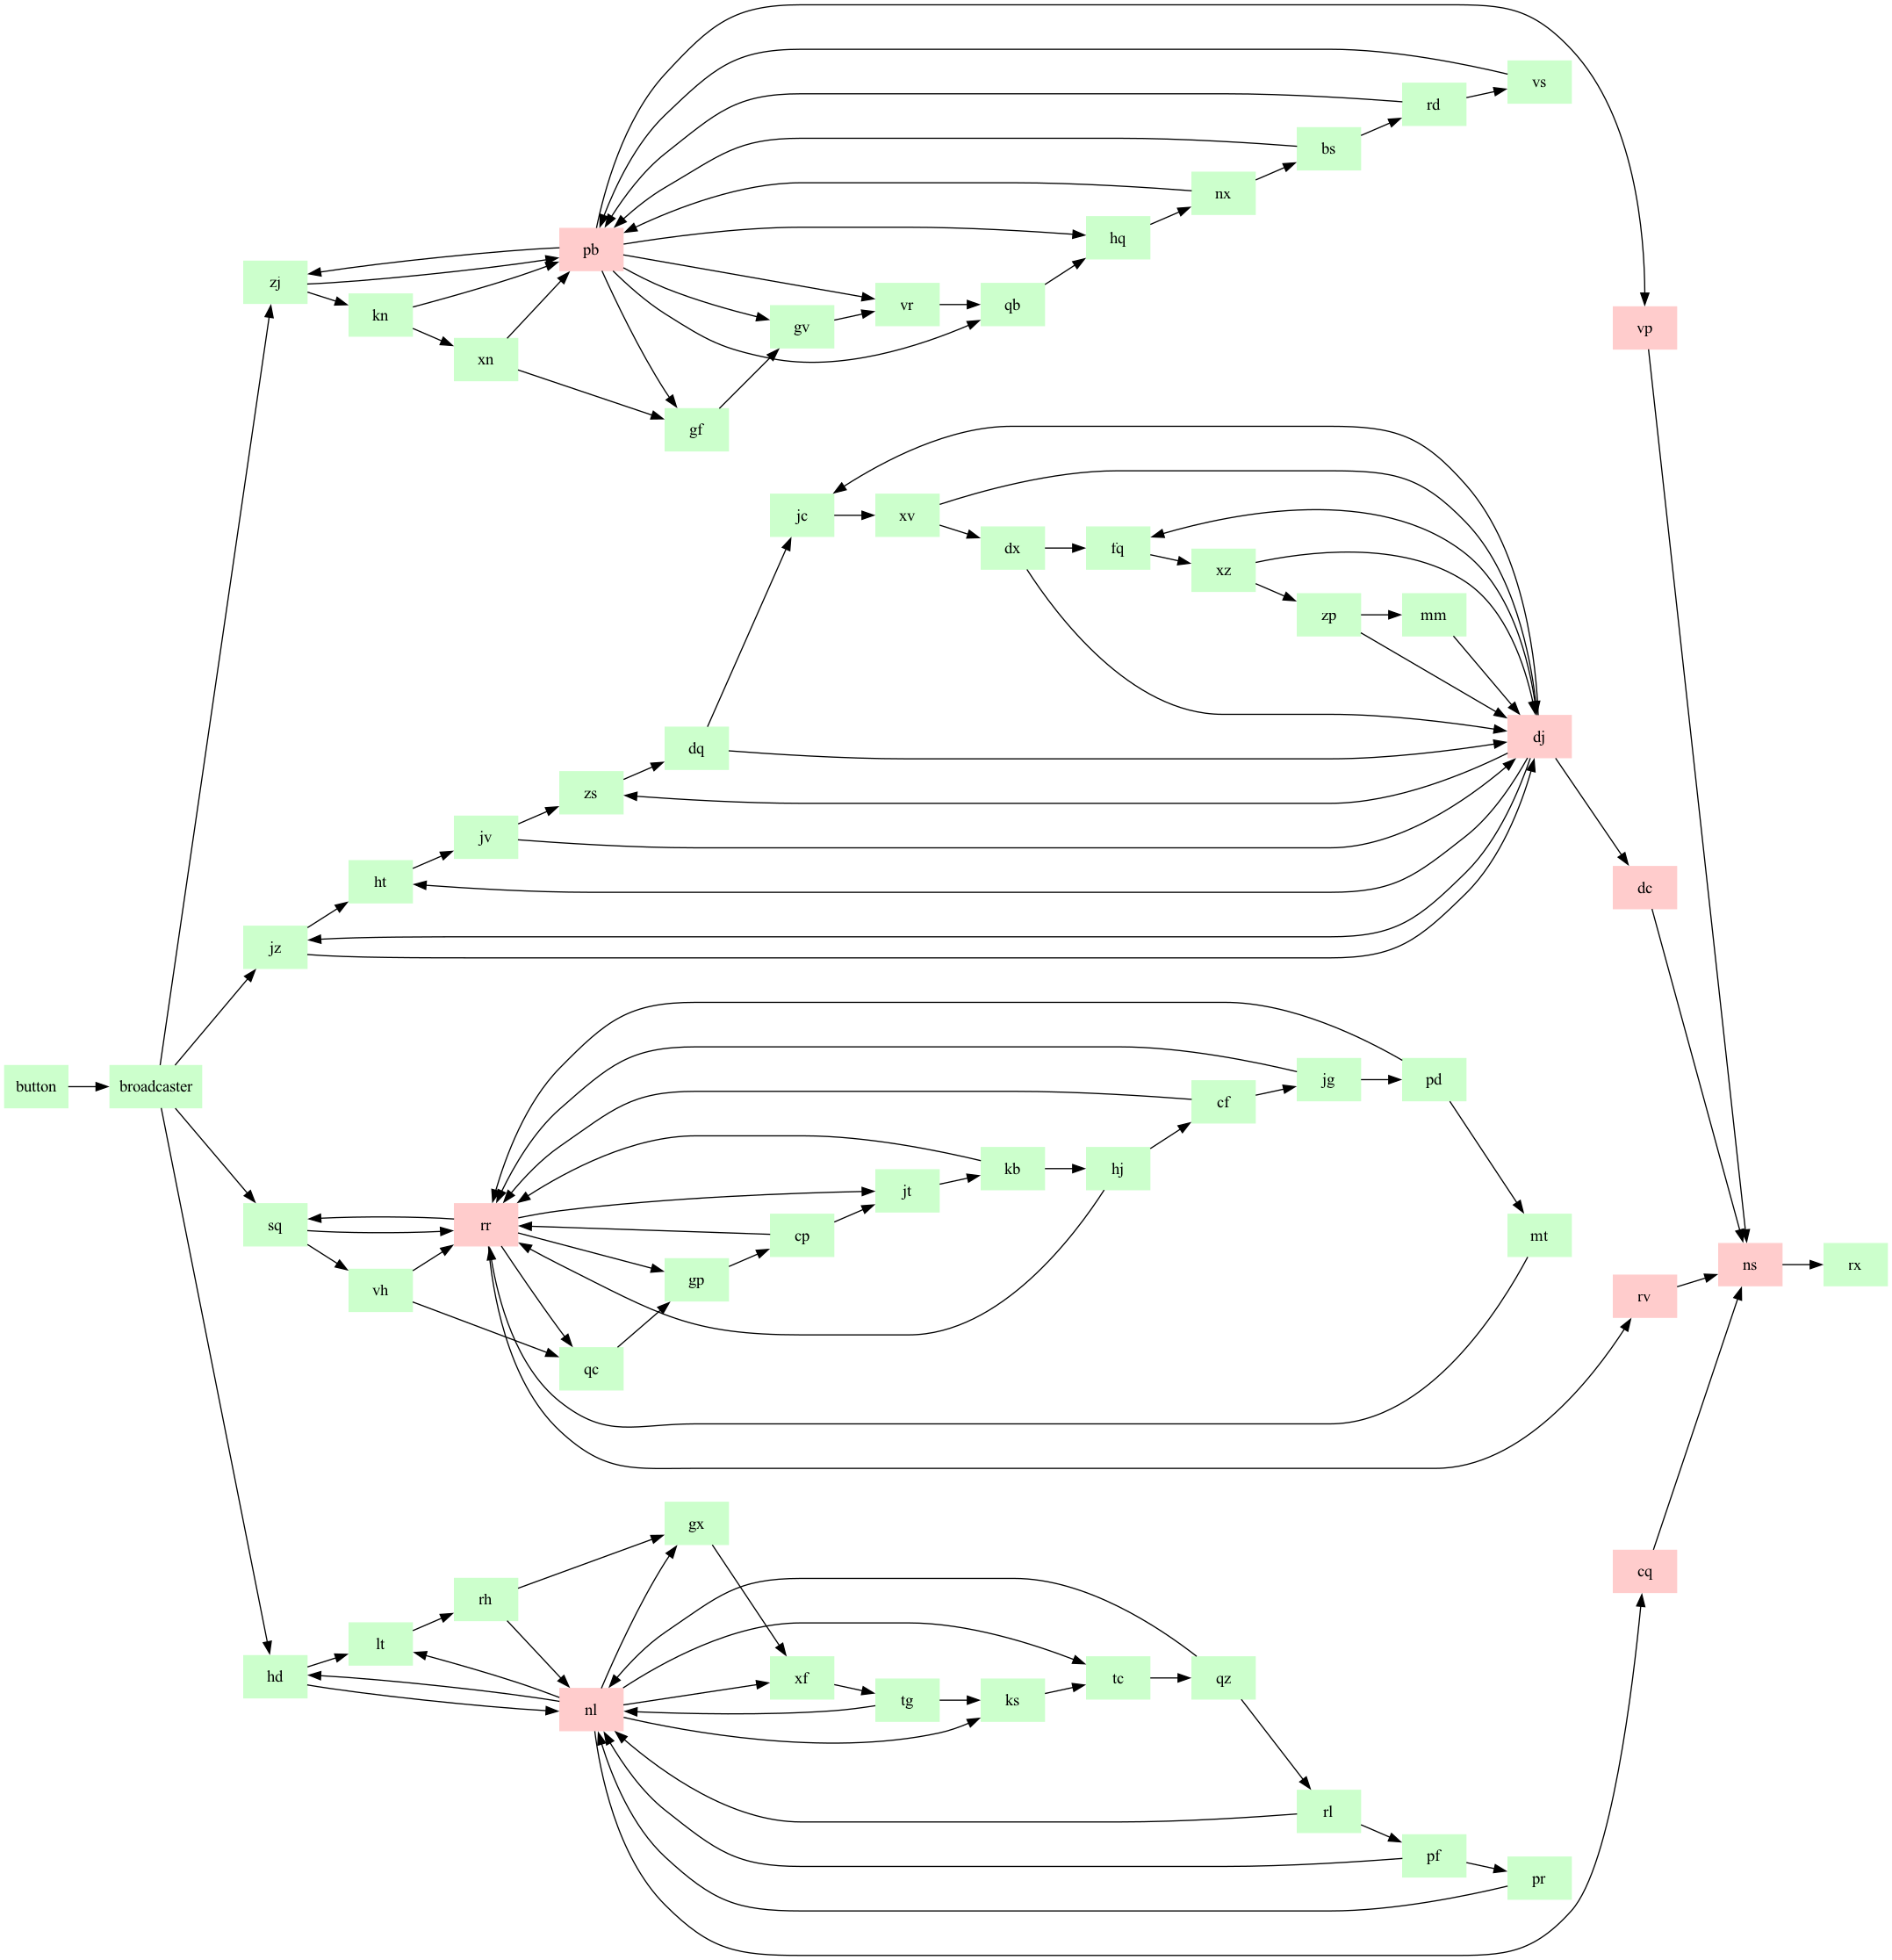 vs
rd
bs
nx
hq
pb
zj
vr
qb
kn
gv
vp
xn
gf
jc
xv
dx
fq
xz
zp
mm
dj
dq
zs
jv
ht
dc
jz
button
broadcaster
pd
jg
cf
kb
hj
jt
sq
rr
cp
mt
ns
rx
gp
vh
rv
qc
gx
cq
rh
lt
hd
xf
tc
qz
nl
tg
ks
rl
pf
pr